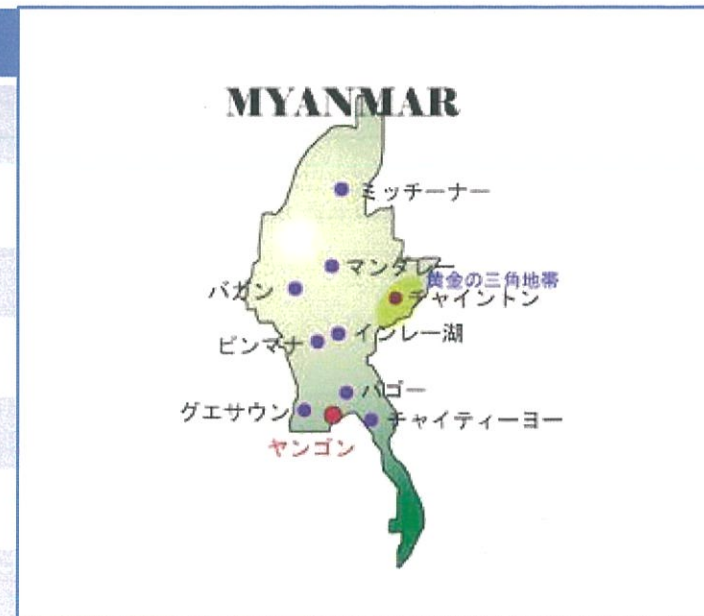 MYANMAR
ミッチーナー
マンダレー
黄金の三角地帯
バガン
チャイントン
インレー湖
ピンマナ
バゴー
グエサウン
チャイティーヨー
ヤンゴン